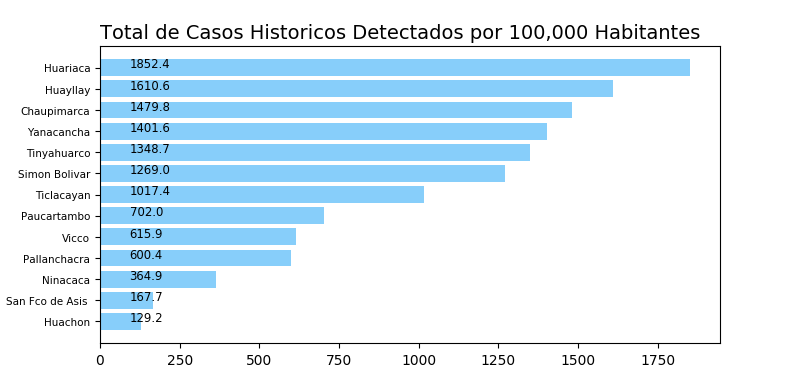 Total de Casos Historicos Detectados por 100,000 Habitantes
Huariaca 1852.4
Huayllay 1610.6
Chaupimarca 1479.8
Yanacancha 1401.6
Tinyahuarco 1348.7
Simon Bolivar 1269.0
Ticlacayan 1017.4
Paucartambo 702.0
Vicco 615.9
Pallanchacra 600.4
Ninacaca 364.9
San Fco de Asis 167.7
Huachon 129.2
0 250 500 750 1000 1250 1500 1750